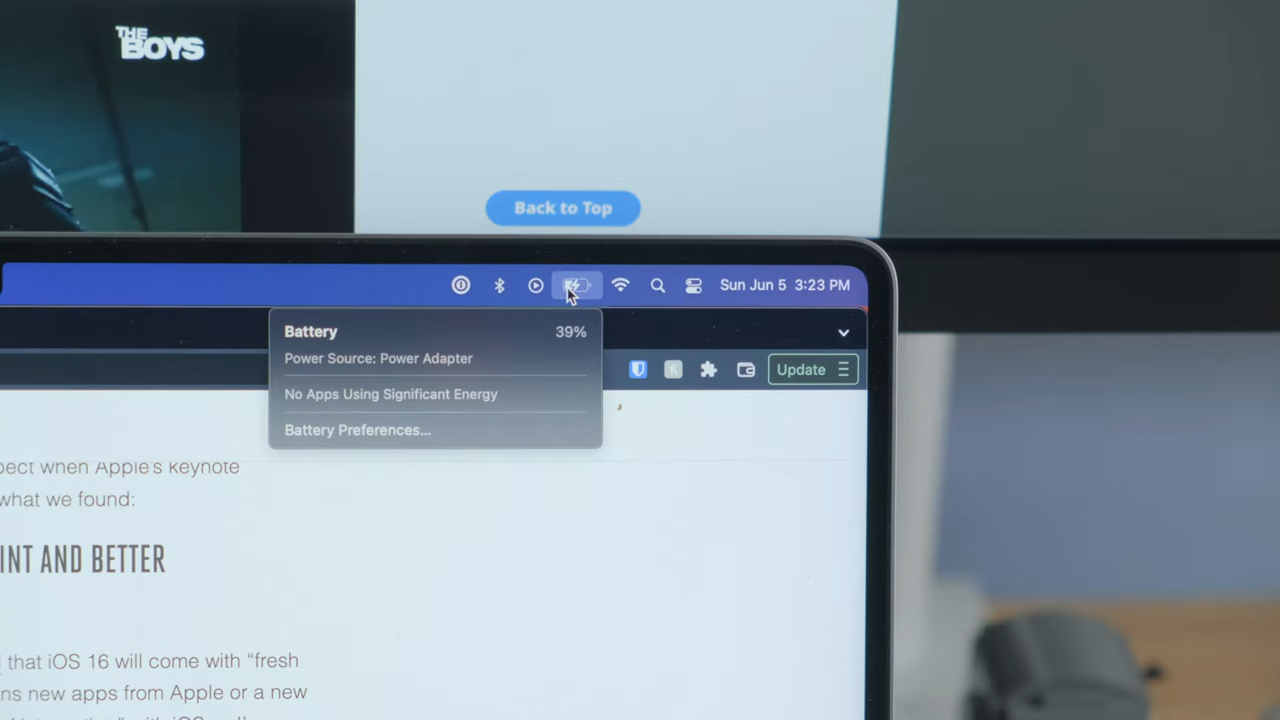 THE
BOYS
Back to Top
Sun Jun 5 3:23 PM
Battery 39%
Power Source: Power Adapter
No Apps Using Significant Energy
Battery Preferences...
Update
pect when Apple's keynote
what we found:
INT AND BETTER
that iOS 16 will come with “fresh
ns new apps from Apple or a new